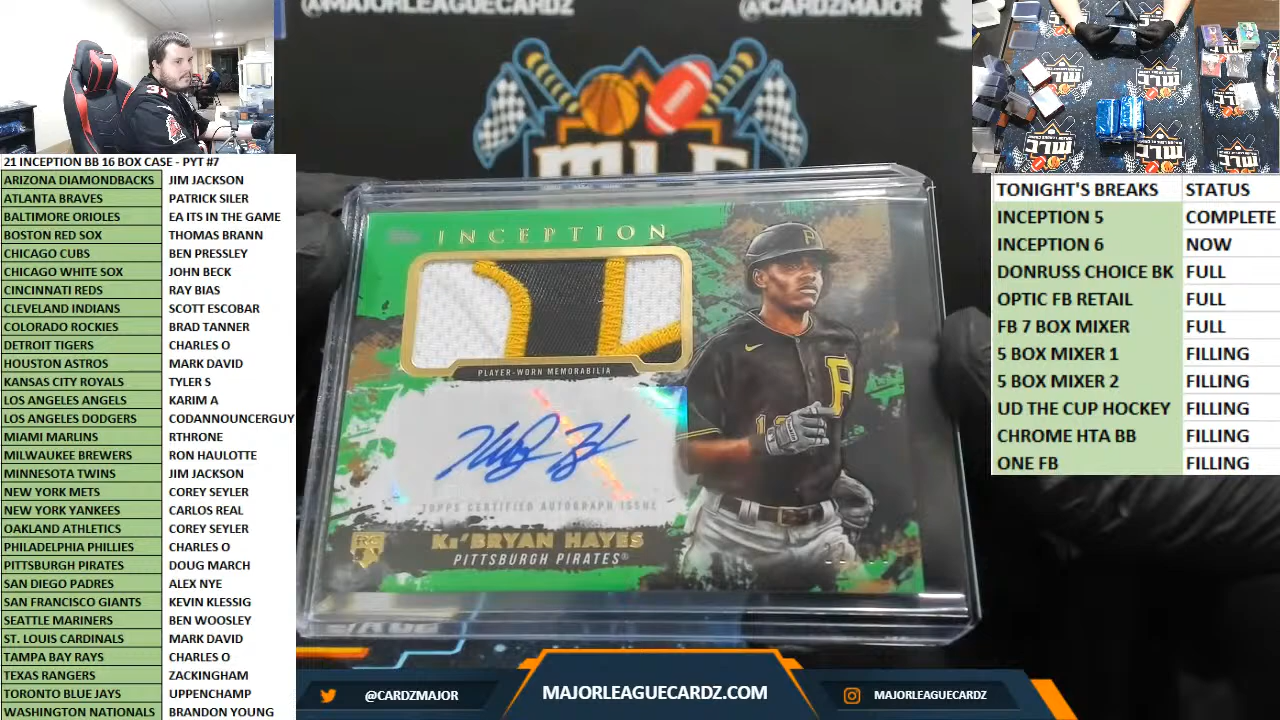 @MAJORLEAGUECARDZ
@CARDZMAJOR
21 INCEPTION BB 16 BOX CASE - PYT #7
ARIZONA DIAMONDBACKS JIM JACKSON
ATLANTA BRAVES PATRICK SILER
BALTIMORE ORIOLES EA ITS IN THE GAME
BOSTON RED SOX THOMAS BRANN
CHICAGO CUBS BEN PRESSLEY
CHICAGO WHITE SOX JOHN BECK
CINCINATTI REDS RAY BIAS
CLEVELAND INDIANS SCOTT ESCOBAR
COLORADO ROCKIES BRAD TANNER
DETROIT TIGERS CHARLES O
HOUSTON ASTROS MARK DAVID
KANSAS CITY ROYALS TYLER S
LOS ANGELES ANGELS KARIM A
LOS ANGELES DODGERS CODANNOUNCERGUY
MIAMI MARLINS RTHRONE
MILWAUKEE BREWERS RON HAULOTTE
MINNESOTA TWINS JIM JACKSON
NEW YORK METS COREY SEYLER
NEW YORK YANKEES CARLOS REAL
OAKLAND ATHLETICS COREY SEYLER
PHILADELPHIA PHILLIES CHARLES O
PITTSBURGH PIRATES DOUG MARCH
SAN DIEGO PADRES ALEX NYE
SAN FRANCISCO GIANTS KEVIN KLESSIG
SEATTLE MARINERS BEN WOOSLEY
ST. LOUIS CARDINALS MARK DAVID
TAMPA BAY RAYS CHARLES O
TEXAS RANGERS ZACKINGHAM
TORONTO BLUE JAYS UPPENCHAMP
WASHINGTON NATIONALS BRANDON YOUNG
INCEPTION
PLAYER-WORN MEMORABILIA
TOPPS CERTIFIED AUTOGRAPH ISSUE
RC
KE'BRYAN HAYES
PITTSBURGH PIRATES®
P
P
TONIGHT'S BREAKS STATUS
INCEPTION 5 COMPLETE
INCEPTION 6 NOW
DONRUSS CHOICE BK FULL
OPTIC FB RETAIL FULL
FB 7 BOX MIXER FULL
5 BOX MIXER 1 FILLING
5 BOX MIXER 2 FILLING
UD THE CUP HOCKEY FILLING
CHROME HTA BB FILLING
ONE FB FILLING
@CARDZMAJOR
MAJORLEAGUECARDZ.COM
MAJORLEAGUECARDZ